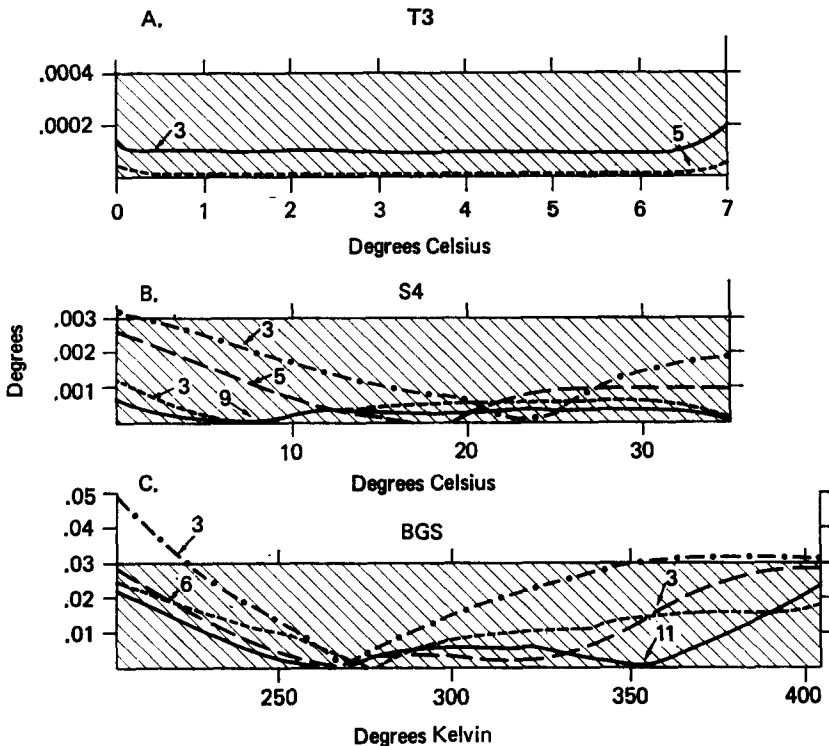 A. T3
.0004
.0002
3
5
0 1 2 3 4 5 6 7
Degrees Celsius
B. S4
Degrees
.003
.002
.001
3
5
3
9
10 20 30
Degrees Celsius
C. BGS
.05
.04
.03
.02
.01
3
6
3
11
250 300 350 400
Degrees Kelvin